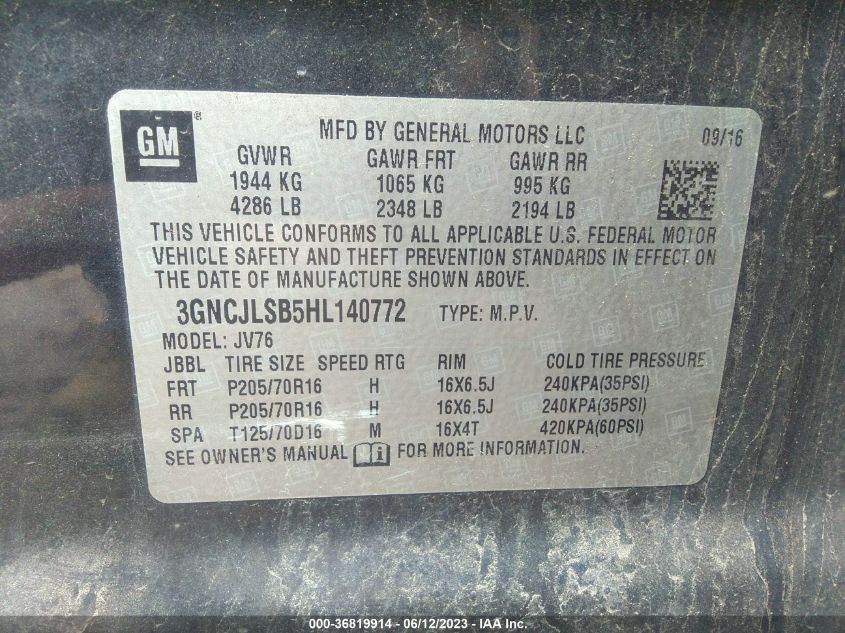 GM ®
MFD BY GENERAL MOTORS LLC 09/16
GVWR GAWR FRT GAWR RR
1944 KG 1065 KG 995 KG
4286 LB 2348 LB 2194 LB
THIS VEHICLE CONFORMS TO ALL APPLICABLE U.S. FEDERAL MOTOR
VEHICLE SAFETY AND THEFT PREVENTION STANDARDS IN EFFECT ON
THE DATE OF MANUFACTURE SHOWN ABOVE.
3GNCJLSB5HL140772 TYPE: M.P.V.
MODEL: JV76
JBBL TIRE SIZE SPEED RTG RIM COLD TIRE PRESSURE
FRT P205/70R16 H 16X6.5J 240KPA(35PSI)
RR P205/70R16 H 16X6.5J 240KPA(35PSI)
SPA T125/70D16 M 16X4T 420KPA(60PSI)
SEE OWNER'S MANUAL FOR MORE INFORMATION.
000-36819914 - 06/12/2023 - IAA Inc.